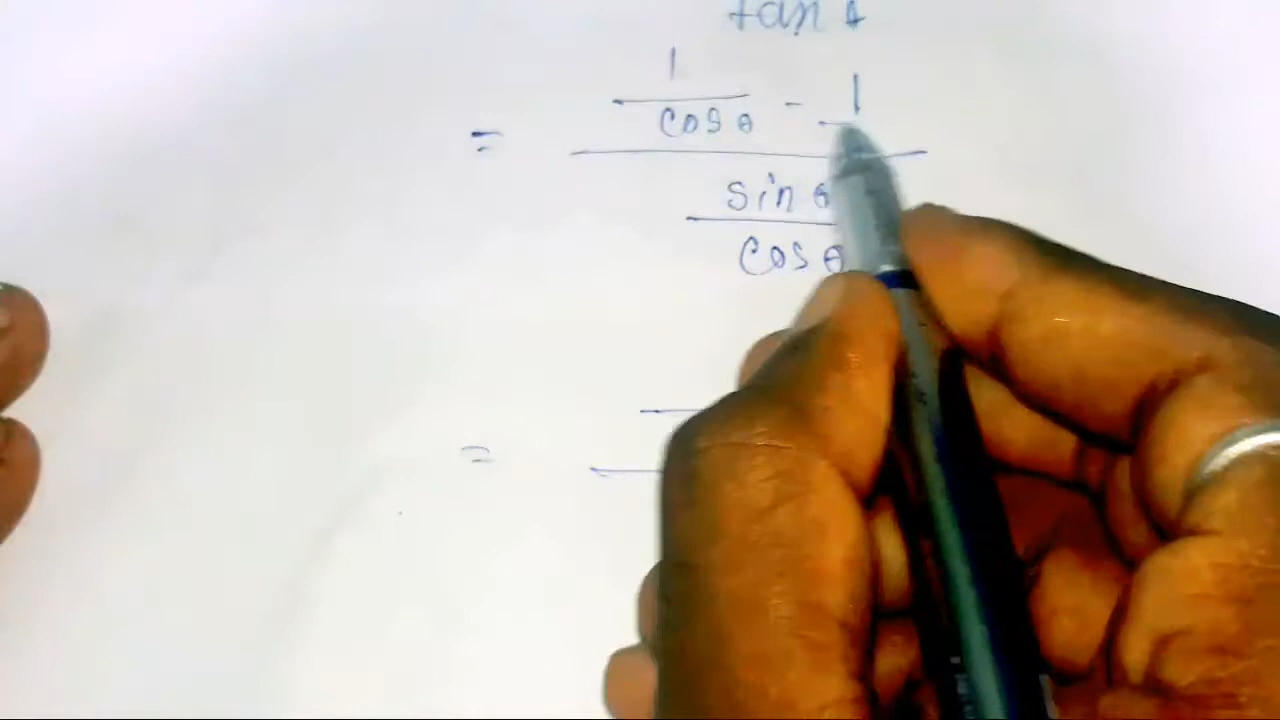 tan θ
1
cos θ - 1
=
sin θ
cos θ
=